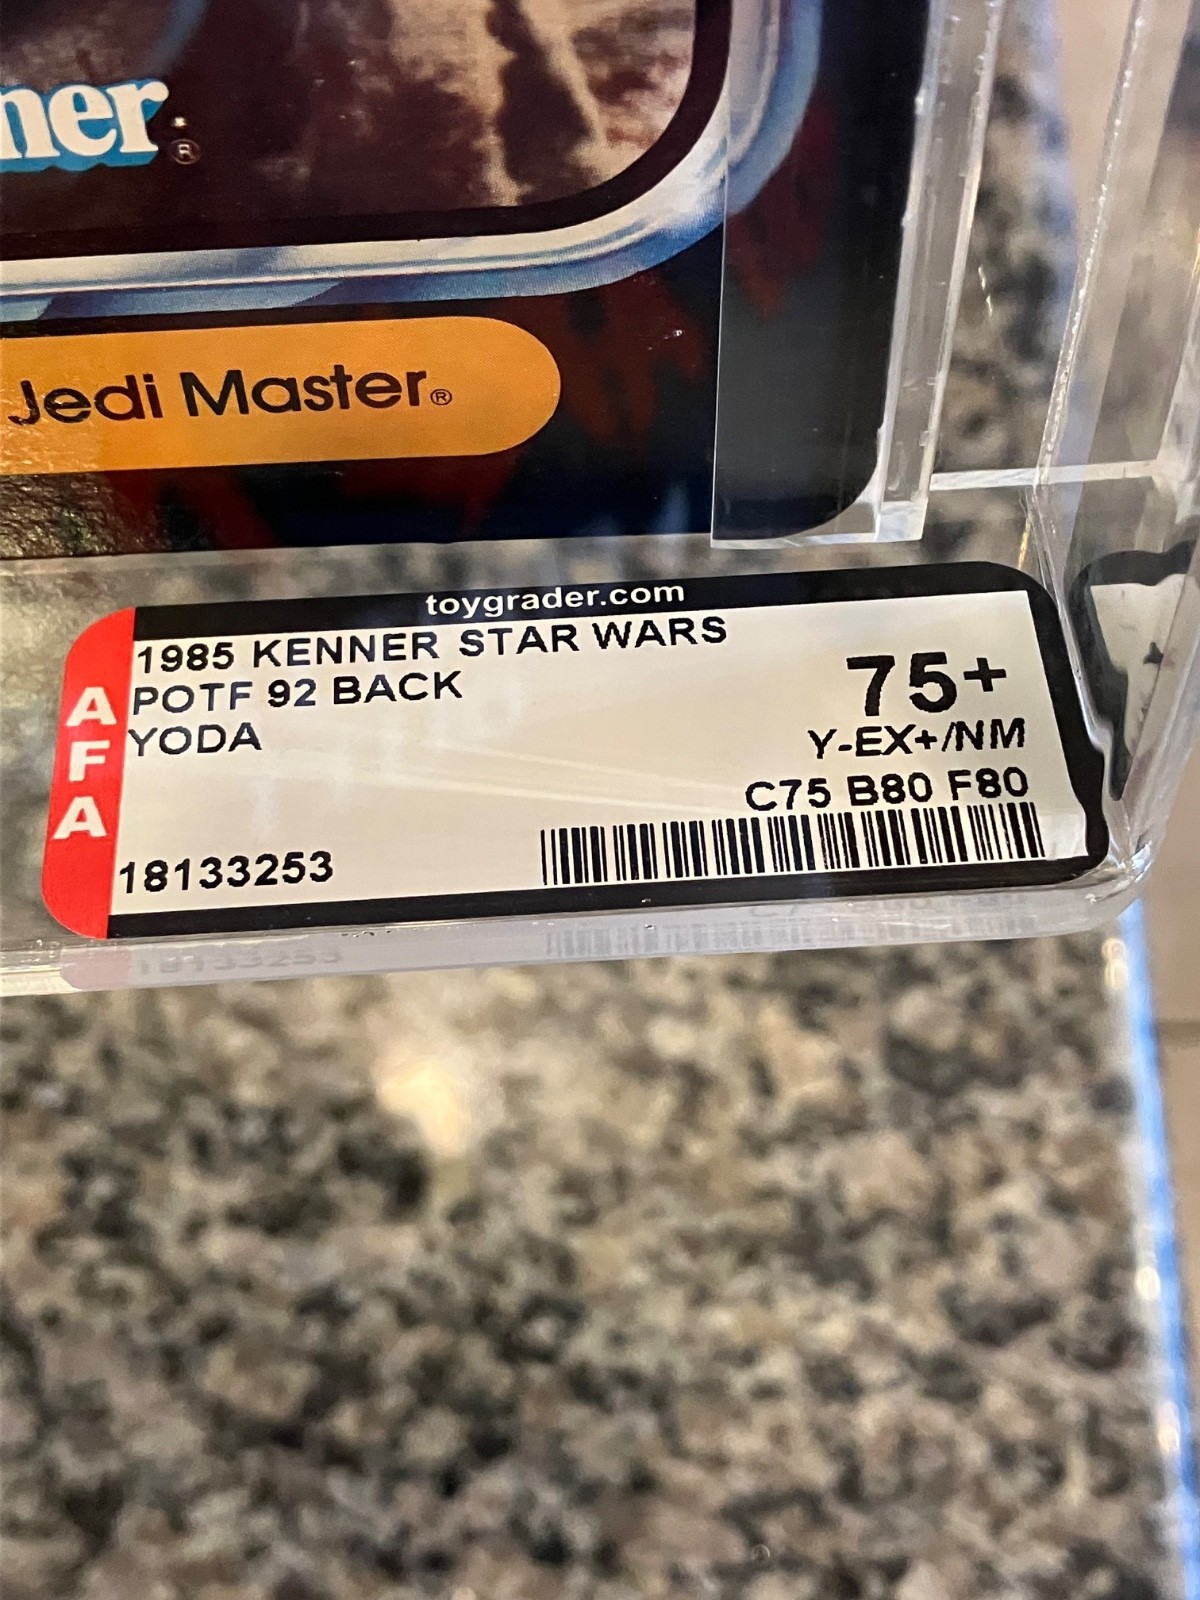 ner®
Jedi Master®
toygrader.com
AFA
1985 KENNER STAR WARS
POTF 92 BACK
YODA
75+
Y-EX+/NM
C75 B80 F80
18133253